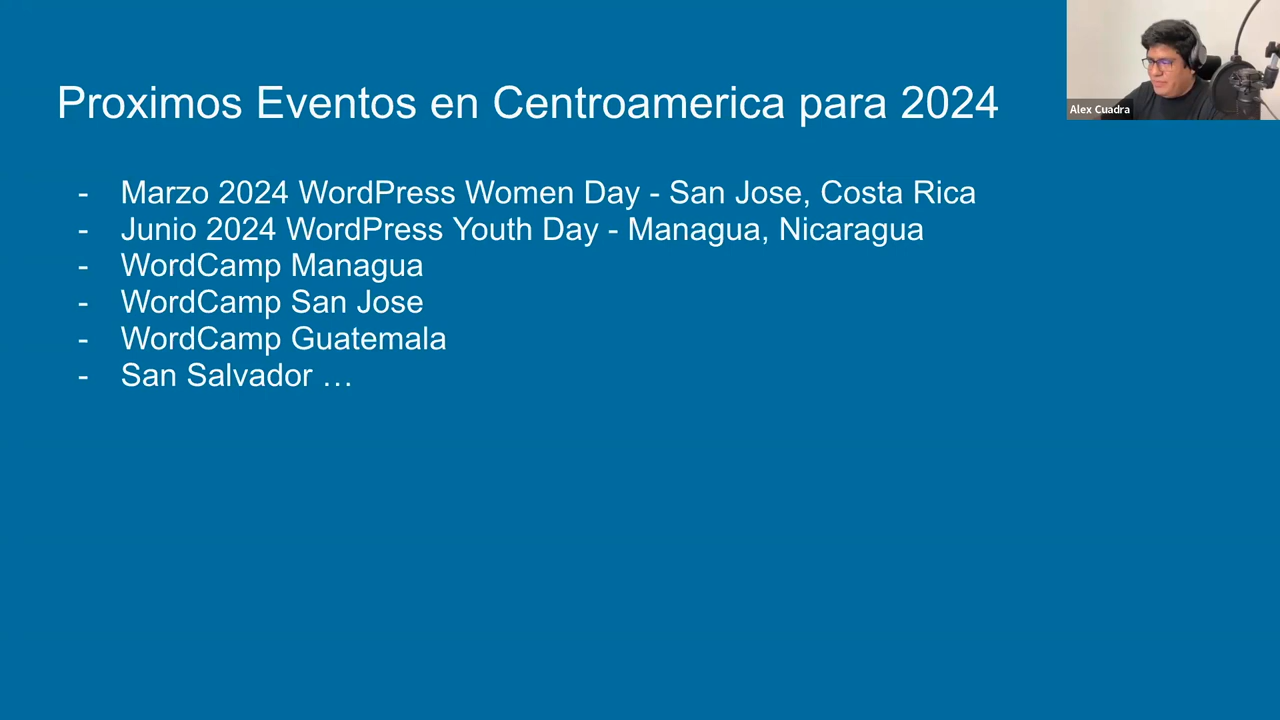 Proximos Eventos en Centroamerica para 2024
Alex Cuadra
- Marzo 2024 WordPress Women Day - San Jose, Costa Rica
- Junio 2024 WordPress Youth Day - Managua, Nicaragua
- WordCamp Managua
- WordCamp San Jose
- WordCamp Guatemala
- San Salvador …